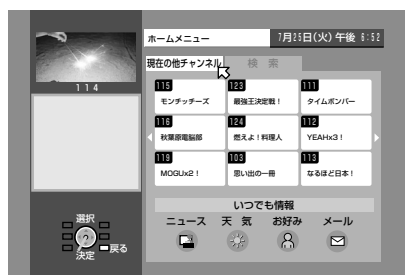 ホームメニュー
7月25日(火) 午後 6:52
現在の他チャンネル
検 索
114
115
モンチッチーズ
123
最強王決定戦！
111
タイムボンバー
116
秋葉原電脳部
124
燃えよ！料理人
112
YEAHx3！
119
MOGUx2！
103
思い出の一冊
113
なるほど日本！
いつでも情報
ニュース
天 気
お好み
メール
選択
?
戻る
決定